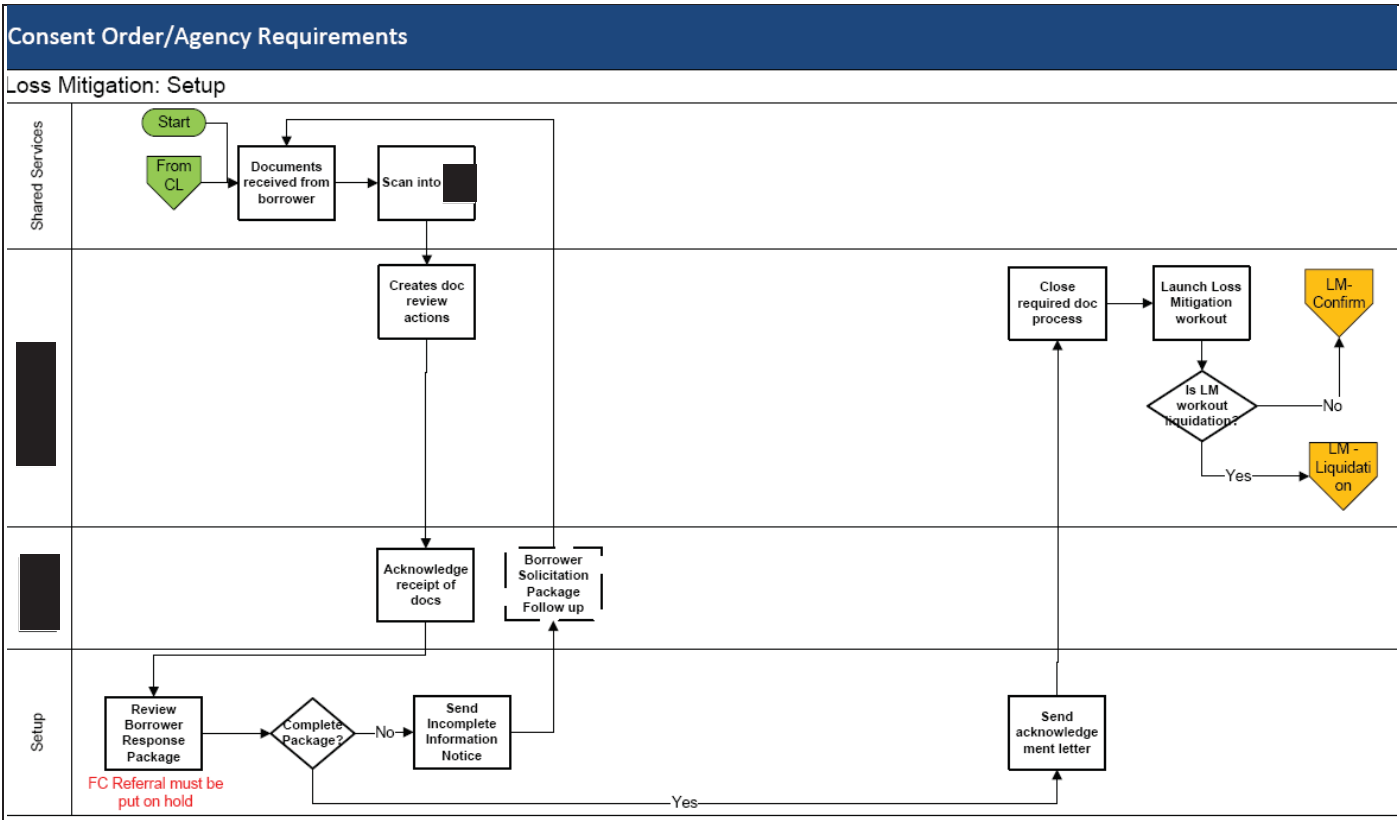 Consent Order/Agency Requirements
Loss Mitigation: Setup
Shared Services
Start
From
CL
Documents
received from
borrower
Scan into
Creates doc
review
actions
Close
required doc
process
Launch Loss
Mitigation
workout
LM-
Confirm
Is LM
workout
liquidation?
No
Yes
LM -
Liquidati
on
Acknowledge
receipt of
docs
Borrower
Solicitation
Package
Follow up
Setup
Review
Borrower
Response
Package
FC Referral must be
put on hold
Complete
Package?
No
Send
Incomplete
Information
Notice
Yes
Send
acknowledge
ment letter